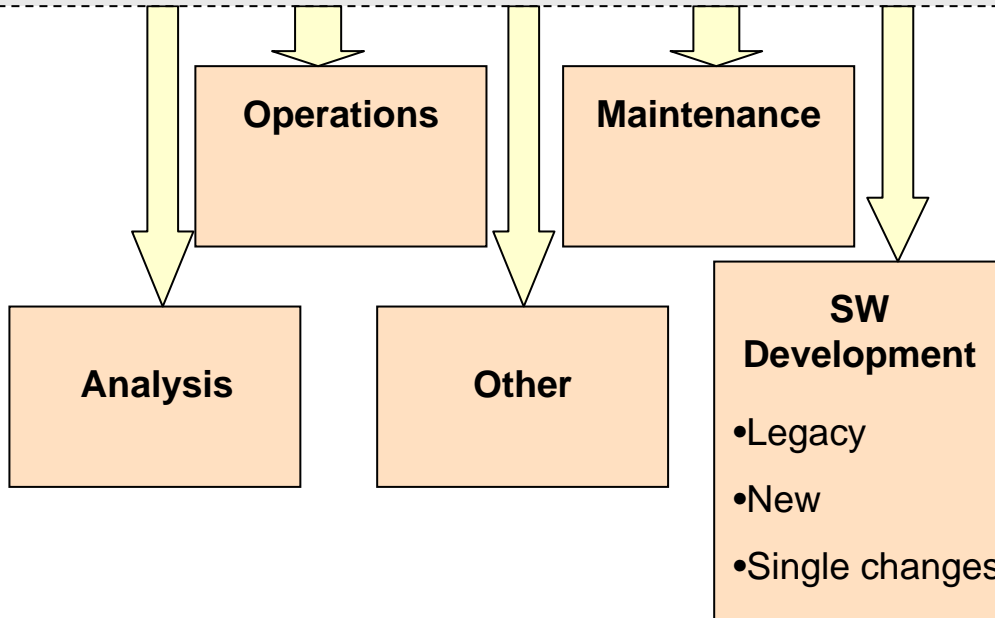 Operations
Maintenance
Analysis
Other
SW
Development
•Legacy
•New
•Single changes